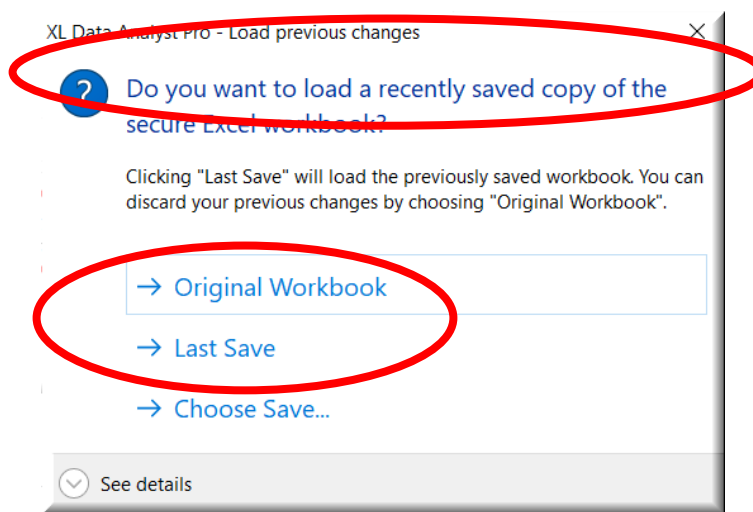 XL Data Analyst Pro - Load previous changes
?
Do you want to load a recently saved copy of the
secure Excel workbook?
Clicking "Last Save" will load the previously saved workbook. You can
discard your previous changes by choosing "Original Workbook".
→ Original Workbook
→ Last Save
→ Choose Save...
See details